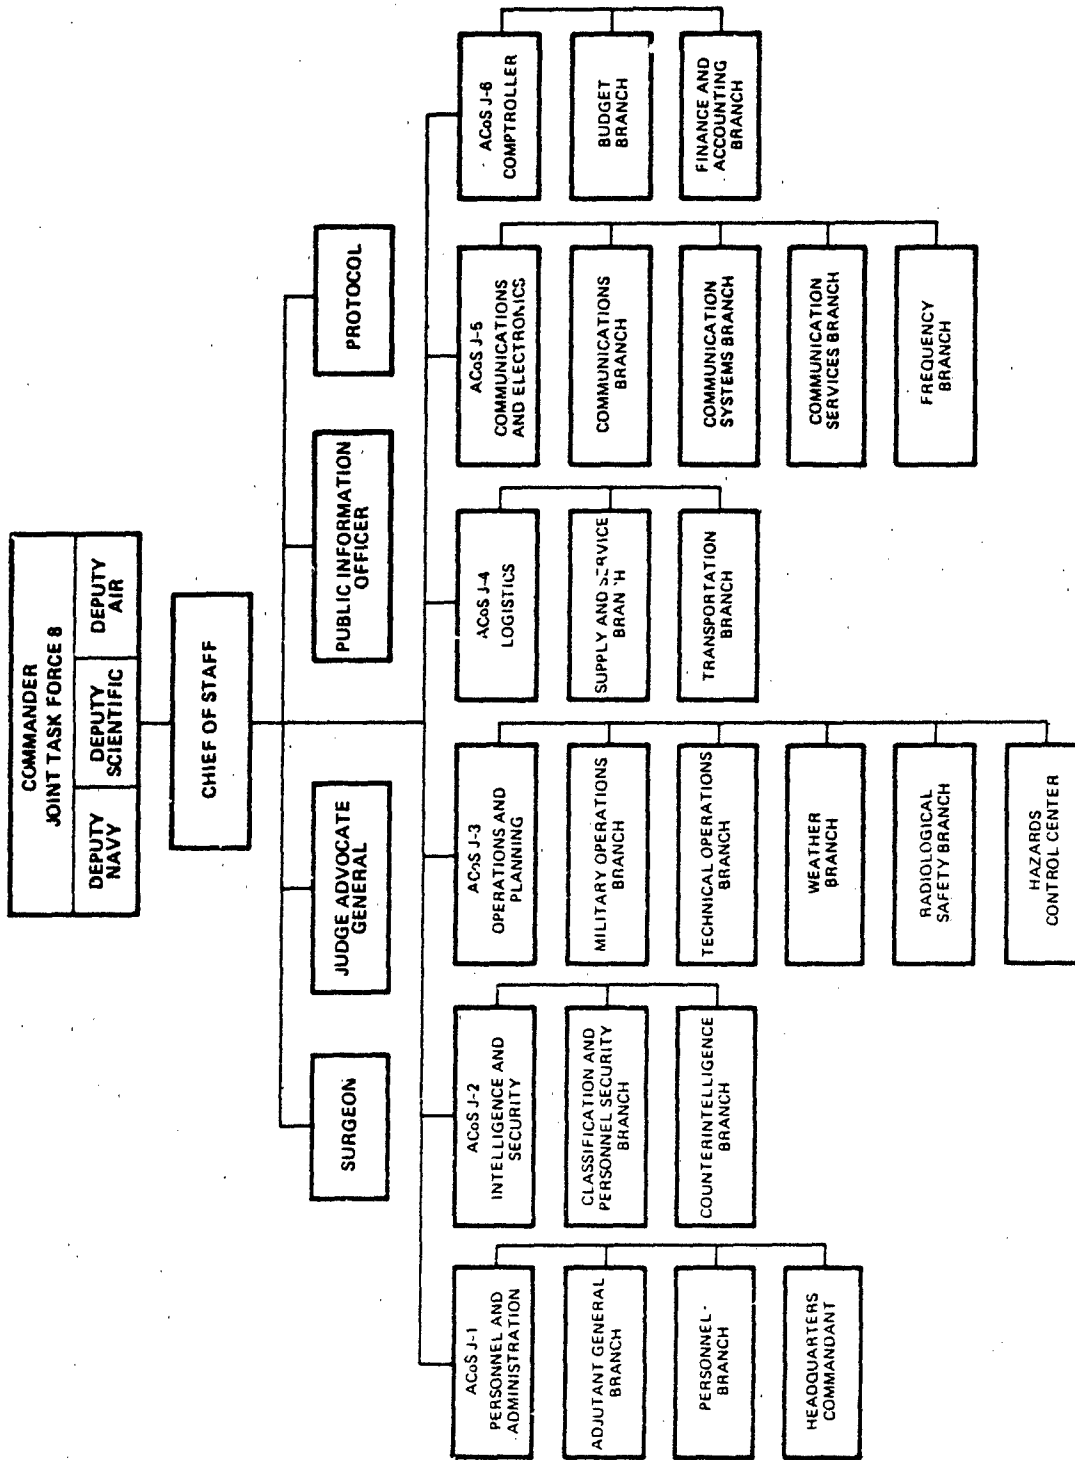 COMMANDER
JOINT TASK FORCE 8
DEPUTY
NAVY
DEPUTY
SCIENTIFIC
DEPUTY
AIR
CHIEF OF STAFF
SURGEON
JUDGE ADVOCATE
GENERAL
PUBLIC INFORMATION
OFFICER
PROTOCOL
ACoS J-1
PERSONNEL AND
ADMINISTRATION
ADJUTANT GENERAL
BRANCH
PERSONNEL-
BRANCH
HEADQUARTERS
COMMANDANT
ACoS J-2
INTELLIGENCE AND
SECURITY
CLASSIFICATION AND
PERSONNEL SECURITY
BRANCH
COUNTERINTELLIGENCE
BRANCH
ACoS J-3
OPERATIONS AND
PLANNING
MILITARY OPERATIONS
BRANCH
TECHNICAL OPERATIONS
BRANCH
WEATHER
BRANCH
RADIOLOGICAL
SAFETY BRANCH
HAZARDS
CONTROL CENTER
ACoS J-4
LOGISTICS
SUPPLY AND SERVICE
BRANCH
TRANSPORTATION
BRANCH
ACoS J-5
COMMUNICATIONS
AND ELECTRONICS
COMMUNICATIONS
BRANCH
COMMUNICATION
SYSTEMS BRANCH
COMMUNICATION
SERVICES BRANCH
FREQUENCY
BRANCH
ACoS J-6
COMPTROLLER
BUDGET
BRANCH
FINANCE AND
ACCOUNTING
BRANCH